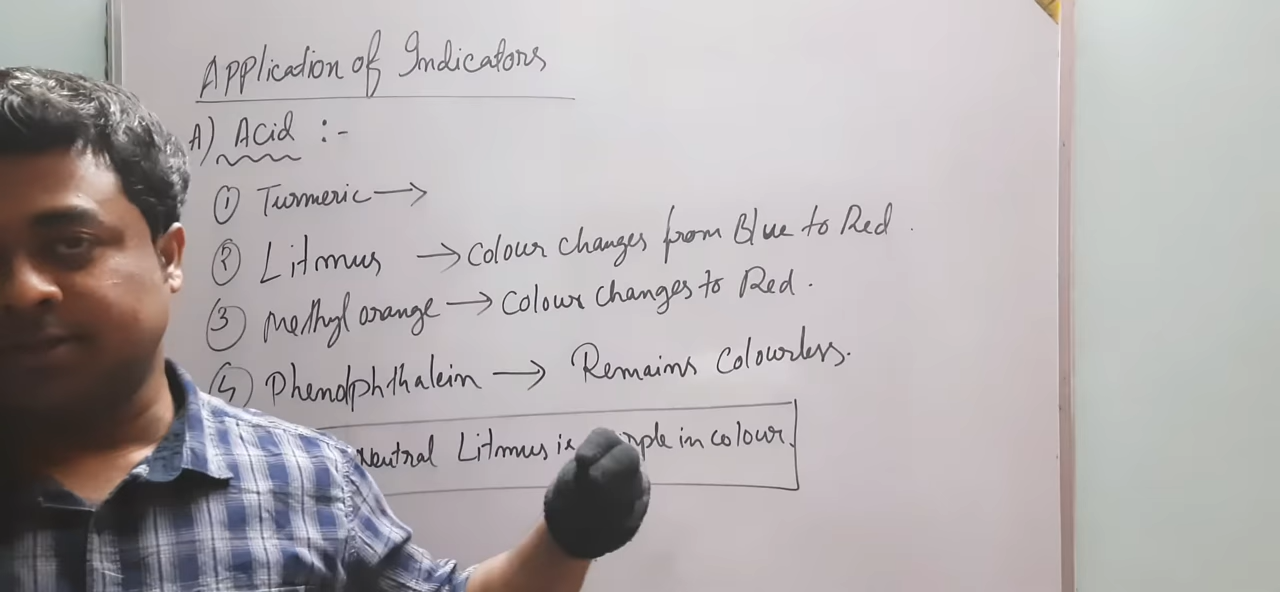 Application of Indicators
A) Acid :-
① Turmeric →
② Litmus → Colour changes from Blue to Red.
③ Methyl orange → Colour changes to Red.
④ Phenolphthalein → Remains Colourless.
Neutral Litmus is in colour.